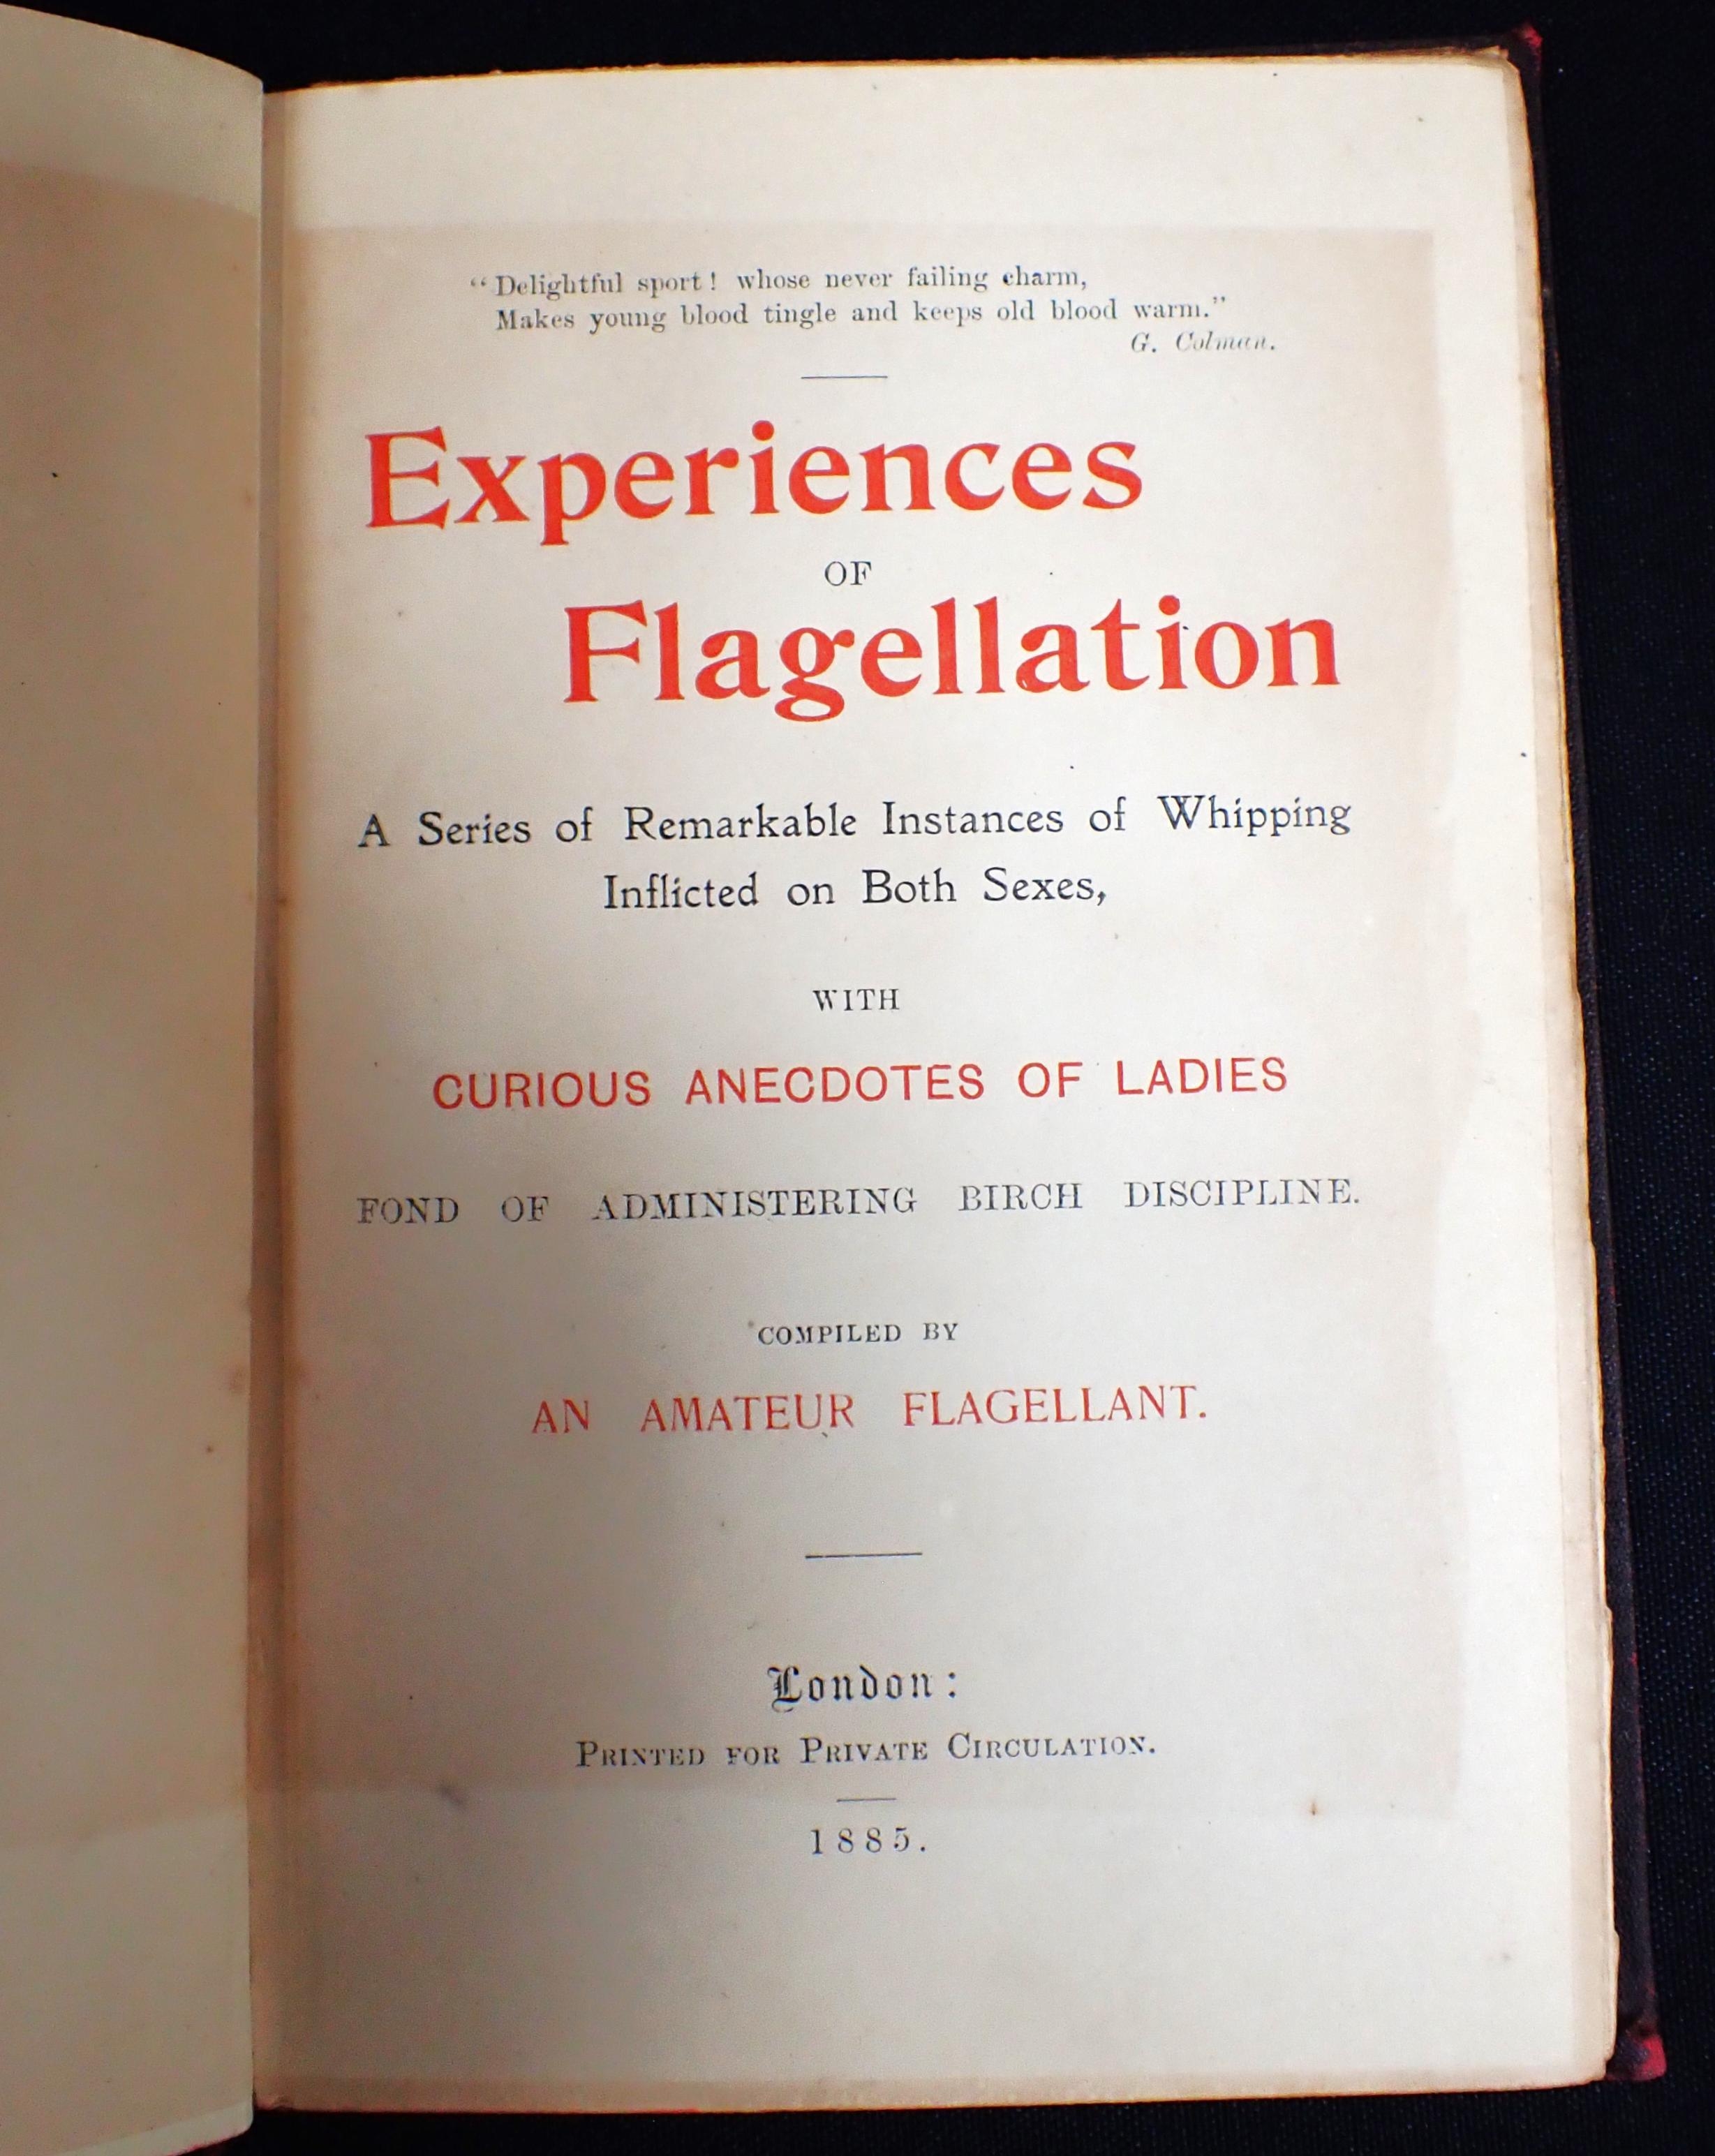 “ Delightful sport ! whose never failing charm,
Makes young blood tingle and keeps old blood warm.”
G. Colman.
Experiences
OF
Flagellation
A Series of Remarkable Instances of Whipping
Inflicted on Both Sexes,
WITH
CURIOUS ANECDOTES OF LADIES
FOND OF ADMINISTERING BIRCH DISCIPLINE.
COMPILED BY
AN AMATEUR FLAGELLANT.
London:
PRINTED FOR PRIVATE CIRCULATION.
1885.